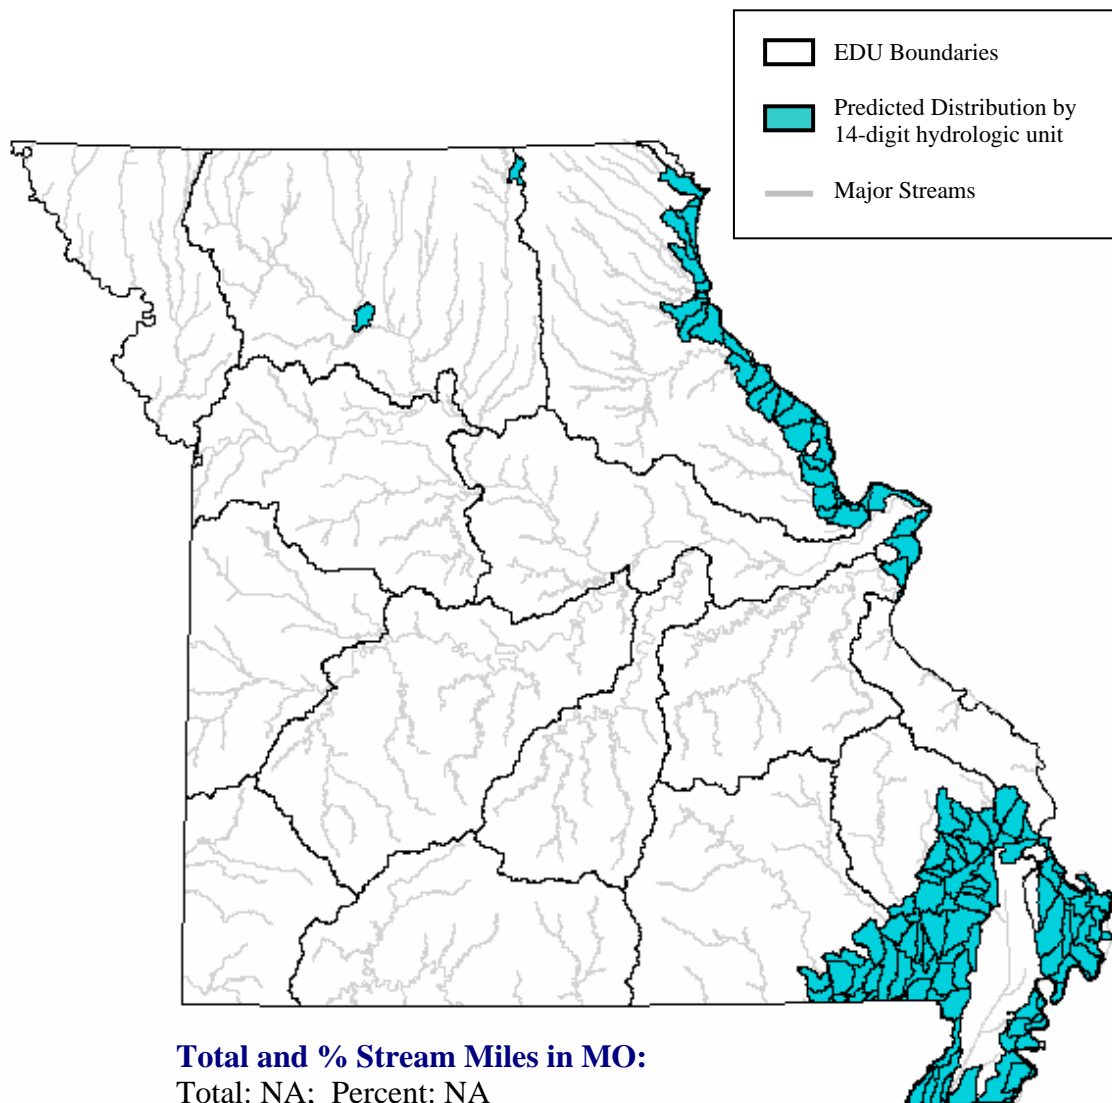 EDU Boundaries
Predicted Distribution by
14-digit hydrologic unit
Major Streams
Total and % Stream Miles in MO:
Total: NA; Percent: NA